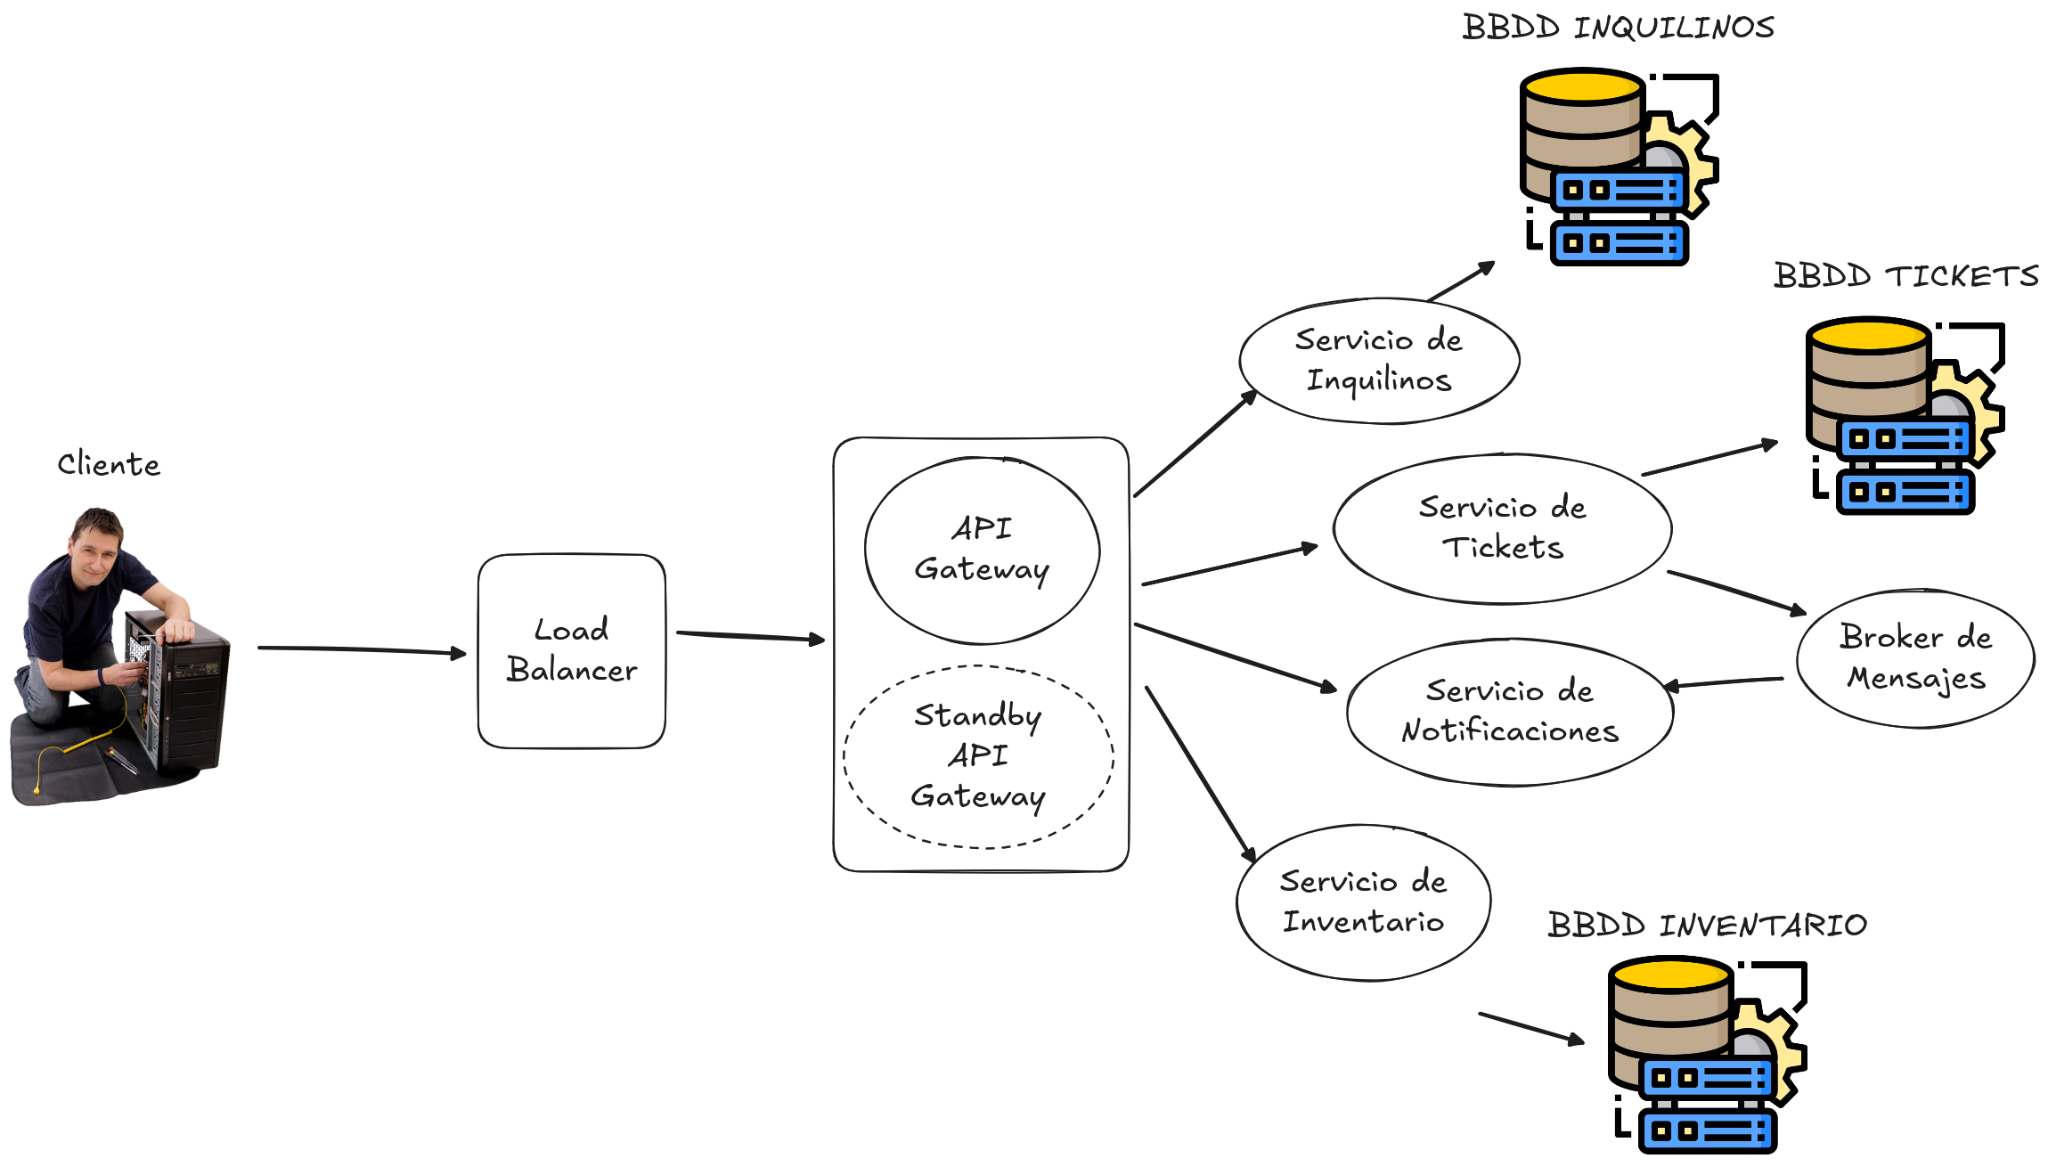 BBDD INQUILINOS
BBDD TICKETS
Servicio de
Inquilinos
Cliente
Servicio de
Tickets
API
Gateway
Load
Balancer
Broker de
Mensajes
Servicio de
Notificaciones
Standby
API
Gateway
Servicio de
Inventario
BBDD INVENTARIO